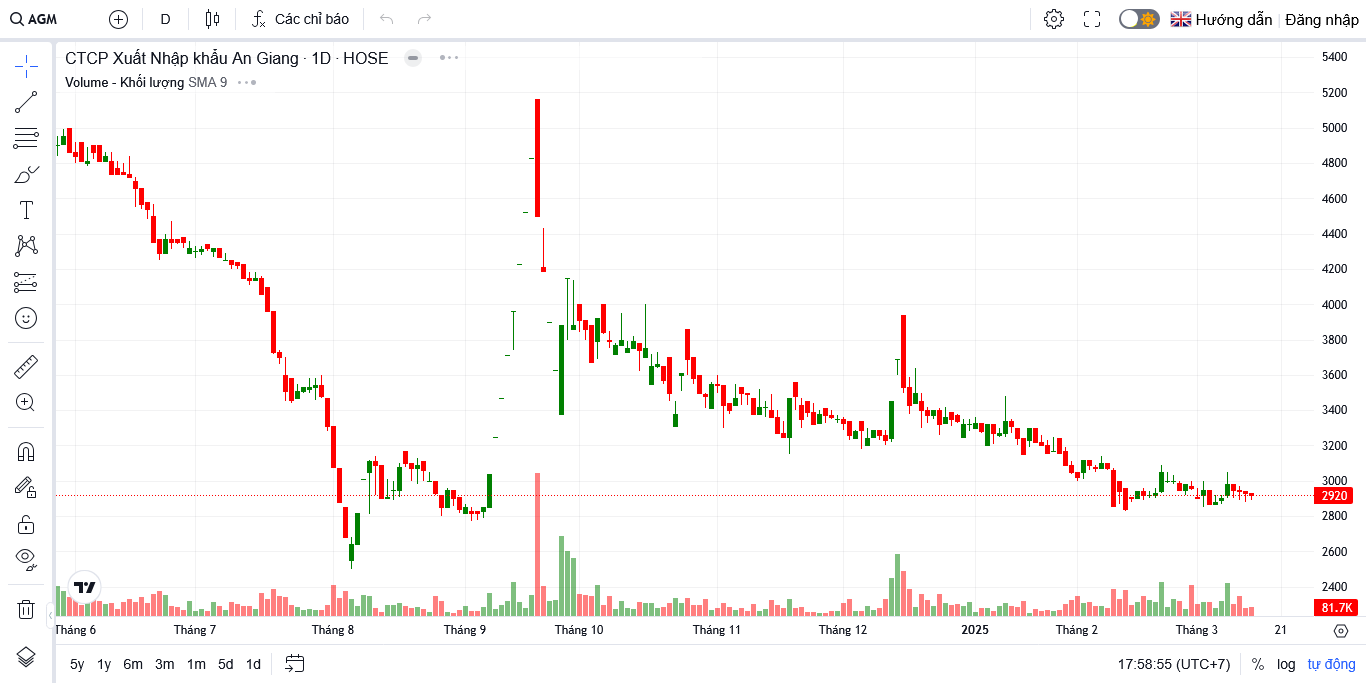 AGM D Các chỉ báo Hướng dẫn Đăng nhập
CTCP Xuất Nhập khẩu An Giang · 1D · HOSE
Volume - Khối lượng SMA 9
5400
5200
5000
4800
4600
4400
4200
4000
3800
3600
3400
3200
3000
2920
2800
2600
2400
81.7K
Tháng 6 Tháng 7 Tháng 8 Tháng 9 Tháng 10 Tháng 11 Tháng 12 2025 Tháng 2 Tháng 3 21
5y 1y 6m 3m 1m 5d 1d 17:58:55 (UTC+7) % log tự động